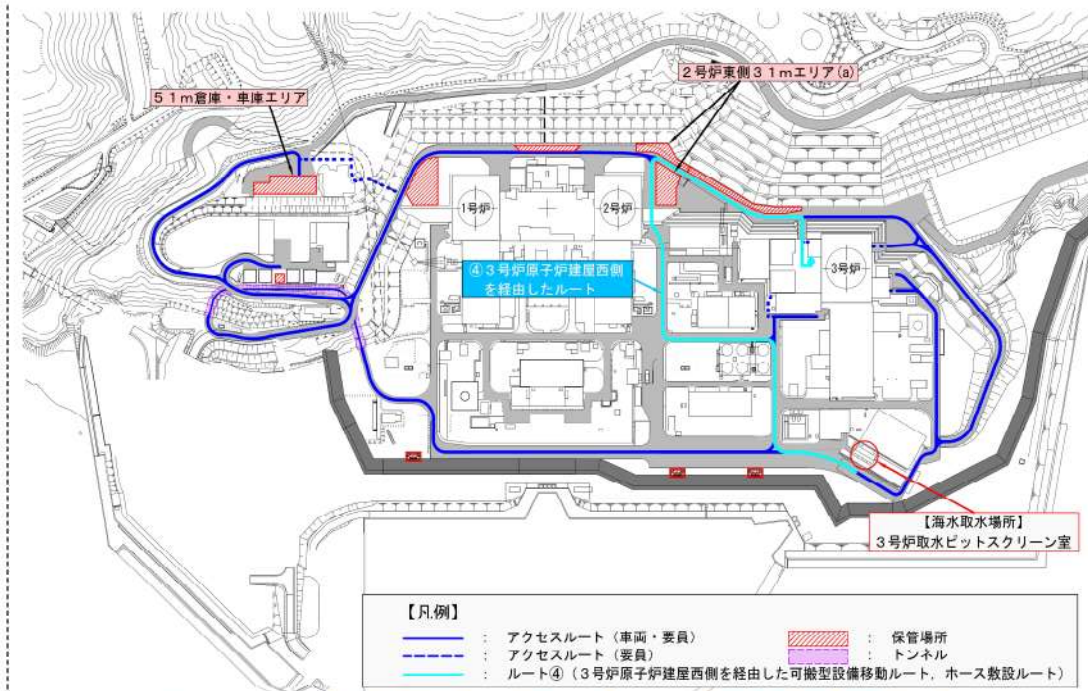 2号炉東側31mエリア(a)
51m倉庫・車庫エリア
1号炉
2号炉
④3号炉原子炉建屋西側
を経由したルート
3号炉
【海水取水場所】
3号炉取水ピットスクリーン室
【凡例】
: アクセスルート（車両・要員）
: 保管場所
: アクセスルート（要員）
: トンネル
: ルート④（3号炉原子炉建屋西側を経由した可搬型設備移動ルート，ホース敷設ルート）